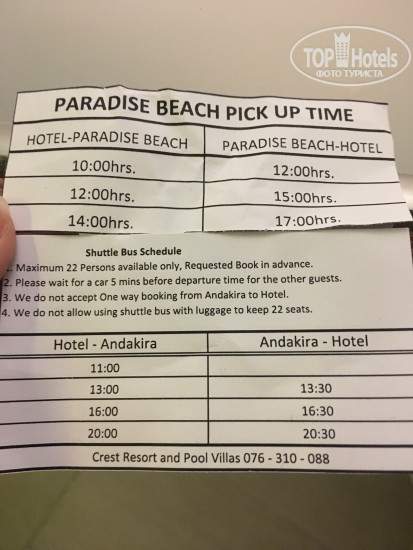 TOP Hotels
ФОТО ТУРИСТА
PARADISE BEACH PICK UP TIME
HOTEL-PARADISE BEACH PARADISE BEACH-HOTEL
10:00hrs. 12:00hrs.
12:00hrs. 15:00hrs.
14:00hrs. 17:00hrs.
Shuttle Bus Schedule
1. Maximum 22 Persons available only, Requested Book in advance.
2. Please wait for a car 5 mins before departure time for the other guests.
3. We do not accept One way booking from Andakira to Hotel.
4. We do not allow using shuttle bus with luggage to keep 22 seats.
Hotel - Andakira Andakira - Hotel
11:00
13:00 13:30
16:00 16:30
20:00 20:30
Crest Resort and Pool Villas 076 - 310 - 088